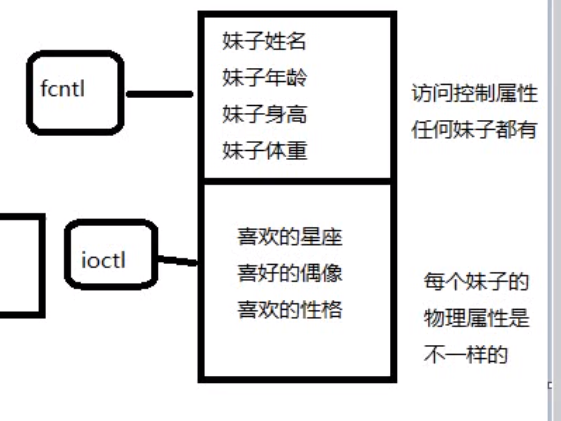 fcntl
妹子姓名
妹子年龄
妹子身高
妹子体重
访问控制属性
任何妹子都有
ioctl
喜欢的星座
喜好的偶像
喜欢的性格
每个妹子的
物理属性是
不一样的